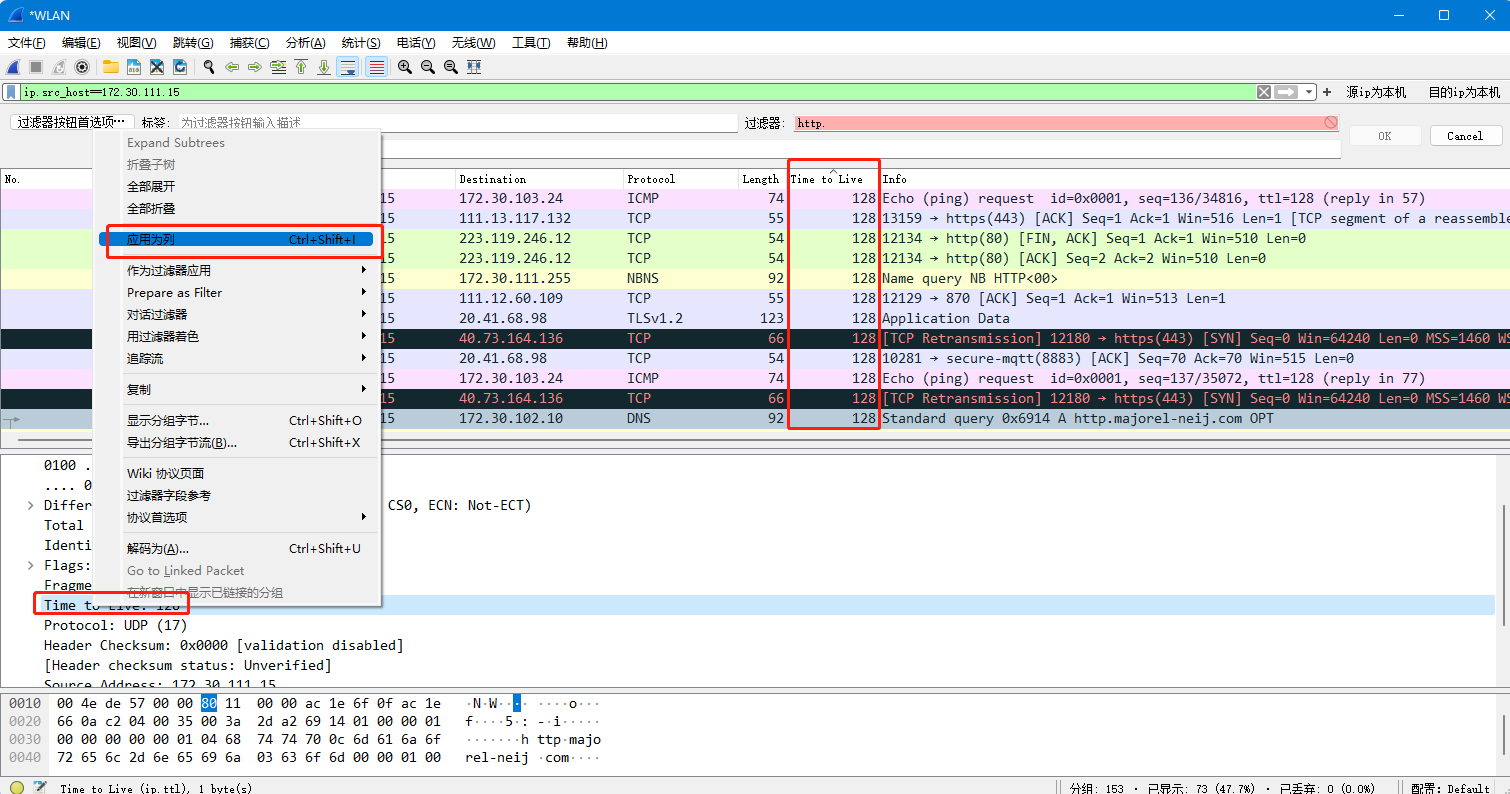 *WLAN
文件(F) 编辑(E) 视图(V) 跳转(G) 捕获(C) 分析(A) 统计(S) 电话(Y) 无线(W) 工具(T) 帮助(H)
ip.src_host==172.30.111.15 + 源ip为本机 目的ip为本机
过滤器按钮首选项… 标签: 为过滤器按钮输入描述 过滤器: http. OK Cancel
Expand Subtrees
折叠子树
全部展开
全部折叠
应用为列 Ctrl+Shift+I
作为过滤器应用
Prepare as Filter
对话过滤器
用过滤器着色
追踪流
复制
显示分组字节... Ctrl+Shift+O
导出分组字节流(B)... Ctrl+Shift+X
Wiki 协议页面
过滤器字段参考
协议首选项
解码为(A)... Ctrl+Shift+U
Go to Linked Packet
在新窗口中显示已链接的分组
No. Destination Protocol Length Time to Live Info
15 172.30.103.24 ICMP 74 128 Echo (ping) request id=0x0001, seq=136/34816, ttl=128 (reply in 57)
15 111.13.117.132 TCP 55 128 13159 → https(443) [ACK] Seq=1 Ack=1 Win=516 Len=1 [TCP segment of a reassemble
15 223.119.246.12 TCP 54 128 12134 → http(80) [FIN, ACK] Seq=1 Ack=1 Win=510 Len=0
15 223.119.246.12 TCP 54 128 12134 → http(80) [ACK] Seq=2 Ack=2 Win=510 Len=0
15 172.30.111.255 NBNS 92 128 Name query NB HTTP<00>
15 111.12.60.109 TCP 55 128 12129 → 870 [ACK] Seq=1 Ack=1 Win=513 Len=1
15 20.41.68.98 TLSv1.2 123 128 Application Data
15 40.73.164.136 TCP 66 128 [TCP Retransmission] 12180 → https(443) [SYN] Seq=0 Win=64240 Len=0 MSS=1460 WS
15 20.41.68.98 TCP 54 128 10281 → secure-mqtt(8883) [ACK] Seq=70 Ack=70 Win=515 Len=0
15 172.30.103.24 ICMP 74 128 Echo (ping) request id=0x0001, seq=137/35072, ttl=128 (reply in 77)
15 40.73.164.136 TCP 66 128 [TCP Retransmission] 12180 → https(443) [SYN] Seq=0 Win=64240 Len=0 MSS=1460 WS
15 172.30.102.10 DNS 92 128 Standard query 0x6914 A http.majorel-neij.com OPT
0100 .
.... 0
Differ CS0, ECN: Not-ECT)
Total
Identi
Flags:
Fragme
Time to Live: 128
Protocol: UDP (17)
Header Checksum: 0x0000 [validation disabled]
[Header checksum status: Unverified]
Source Address: 172.30.111.15
0010 00 4e de 57 00 00 80 11 00 00 ac 1e 6f 0f ac 1e ·N·W···· ····o···
0020 66 0a c2 04 00 35 00 3a 2d a2 69 14 01 00 00 01 f····5·: -·i·····
0030 00 00 00 00 00 01 04 68 74 74 70 0c 6d 61 6a 6f ·······h ttp·majo
0040 72 65 6c 2d 6e 65 69 6a 03 63 6f 6d 00 00 01 00 rel-neij ·com····
Time to Live (ip.ttl), 1 byte(s) 分组: 153 · 已显示: 73 (47.7%) · 已丢弃: 0 (0.0%) 配置: Default